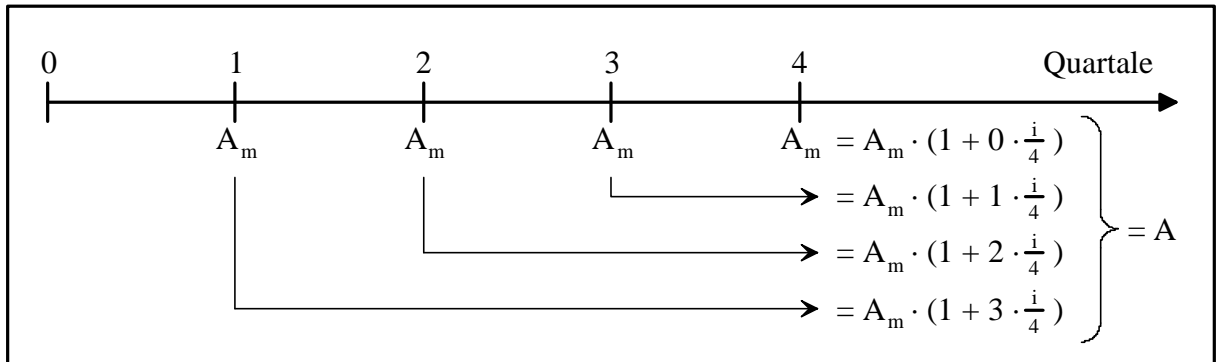 0 1 2 3 4 Quartale
A_m A_m A_m A_m = A_m · (1 + 0 · i/4 )
= A_m · (1 + 1 · i/4 )
= A_m · (1 + 2 · i/4 ) = A
= A_m · (1 + 3 · i/4 )